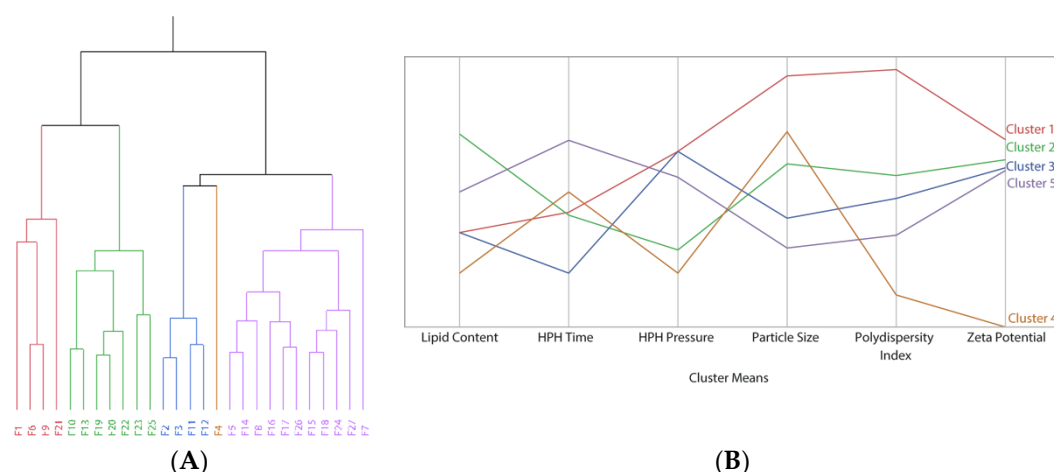 Cluster 1
Cluster 2
Cluster 3
Cluster 5
Cluster 4
Lipid Content HPH Time HPH Pressure Particle Size Polydispersity Index Zeta Potential
Cluster Means
F1 F6 F9 F21 F10 F13 F19 F20 F22 F23 F25 F2 F3 F11 F12 F4 F5 F14 F8 F16 F17 F26 F15 F18 F24 F27 F7
(A) (B)